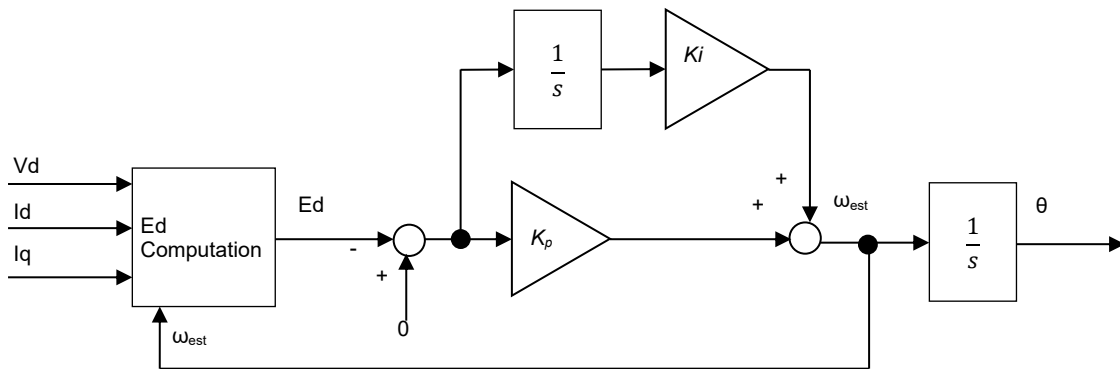 1
s
Ki
Vd
Id
Iq
Ed
Computation
Ed
-
+
0
Kp
+
+
ωest
1
s
θ
ωest